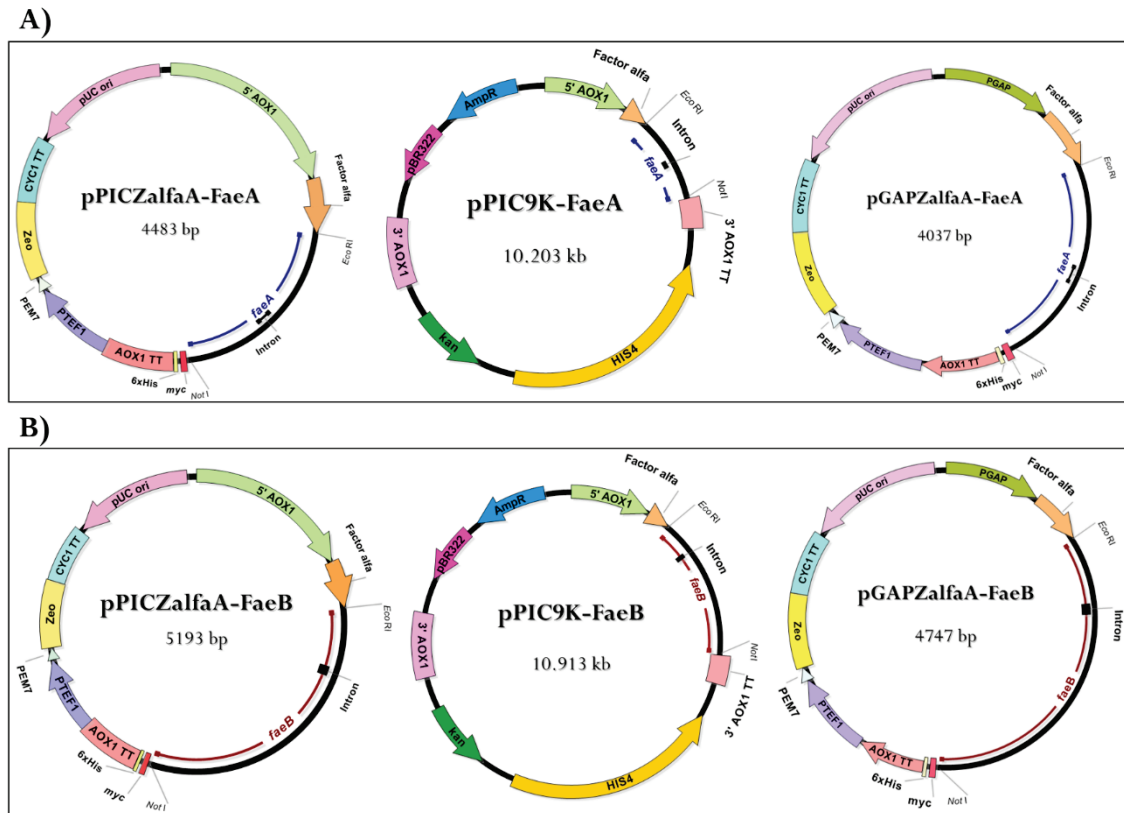 A)
pUC ori
5' AOX1
Factor alfa
EcoRI
CYC1 TT
pPICZalfaA-FaeA
4483 bp
Zeo
faeA
Intron
PEM7
PTEF1
AOX1 TT
6xHis
myc
NotI
AmpR
5' AOX1
Factor alfa
EcoRI
Intron
pBR322
faeA
pPIC9K-FaeA
NotI
10.203 kb
3' AOX1
3' AOX1 TT
kan
HIS4
pUC ori
PGAP
Factor alfa
EcoRI
CYC1 TT
pGAPZalfaA-FaeA
4037 bp
faeA
Zeo
Intron
PEM7
PTEF1
AOX1 TT
6xHis
myc
NotI
B)
pUC ori
5' AOX1
Factor alfa
EcoRI
CYC1 TT
pPICZalfaA-FaeB
5193 bp
Zeo
Intron
PEM7
PTEF1
faeB
AOX1 TT
6xHis
myc
NotI
AmpR
5' AOX1
Factor alfa
EcoRI
Intron
pBR322
faeB
pPIC9K-FaeB
NotI
10.913 kb
3' AOX1
3' AOX1 TT
kan
HIS4
pUC ori
PGAP
Factor alfa
EcoRI
CYC1 TT
pGAPZalfaA-FaeB
4747 bp
Intron
Zeo
faeB
PEM7
PTEF1
AOX1 TT
6xHis
myc
NotI